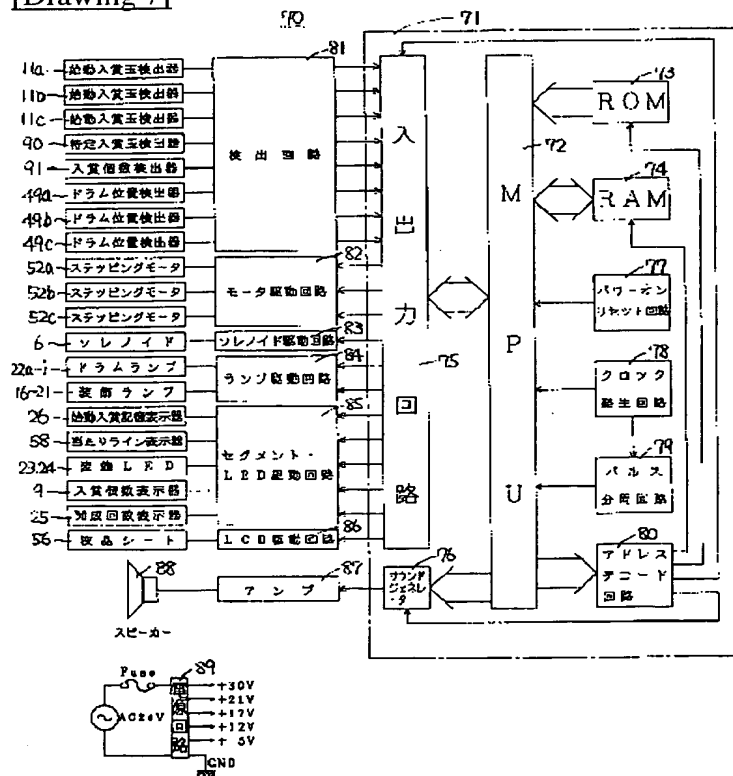 [Drawing 7]
70
71
81
11a 始動入賞玉検出器
11b 始動入賞玉検出器
11c 始動入賞玉検出器
90 特定入賞玉検出器
91 入賞個数検出器
49a ドラム位置検出器
49b ドラム位置検出器
49c ドラム位置検出器
検出回路
82
52a ステッピングモータ
52b ステッピングモータ
52c ステッピングモータ
モータ駆動回路
83
6 ソレノイド
ソレノイド駆動回路
84
22a-i ドラムランプ
16-21 装飾ランプ
ランプ駆動回路
85
26 始動入賞記憶表示器
58 当たりライン表示器
23,24 LED
9 入賞個数表示器
25 回数表示器
セグメント・
LED駆動回路
86
56 液晶シート
LCD駆動回路
88
スピーカー
87
アンプ
76
サウンド
ジェネレ
ータ
入出力回路
75
72
MPU
73
ROM
74
RAM
77
パワーオン
リセット回路
78
クロック
発生回路
79
パルス
分周回路
80
アドレス
デコード
回路
Fuse
AC24V
89
電源回路
+30V
+21V
+17V
+12V
+5V
GND